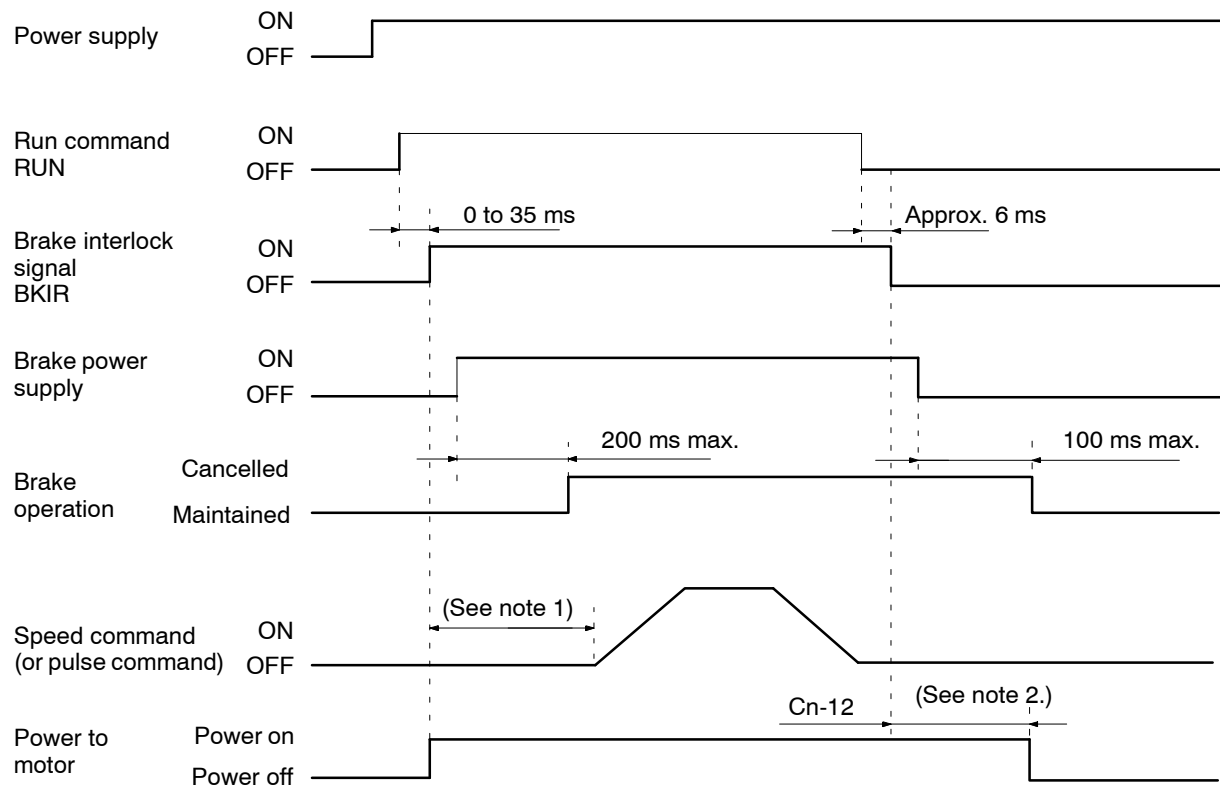 Power supply
ON
OFF
Run command
RUN
ON
OFF
0 to 35 ms
Approx. 6 ms
Brake interlock
signal
BKIR
ON
OFF
Brake power
supply
ON
OFF
200 ms max.
100 ms max.
Brake
operation
Cancelled
Maintained
(See note 1)
Speed command
(or pulse command)
ON
OFF
Cn-12
(See note 2.)
Power to
motor
Power on
Power off